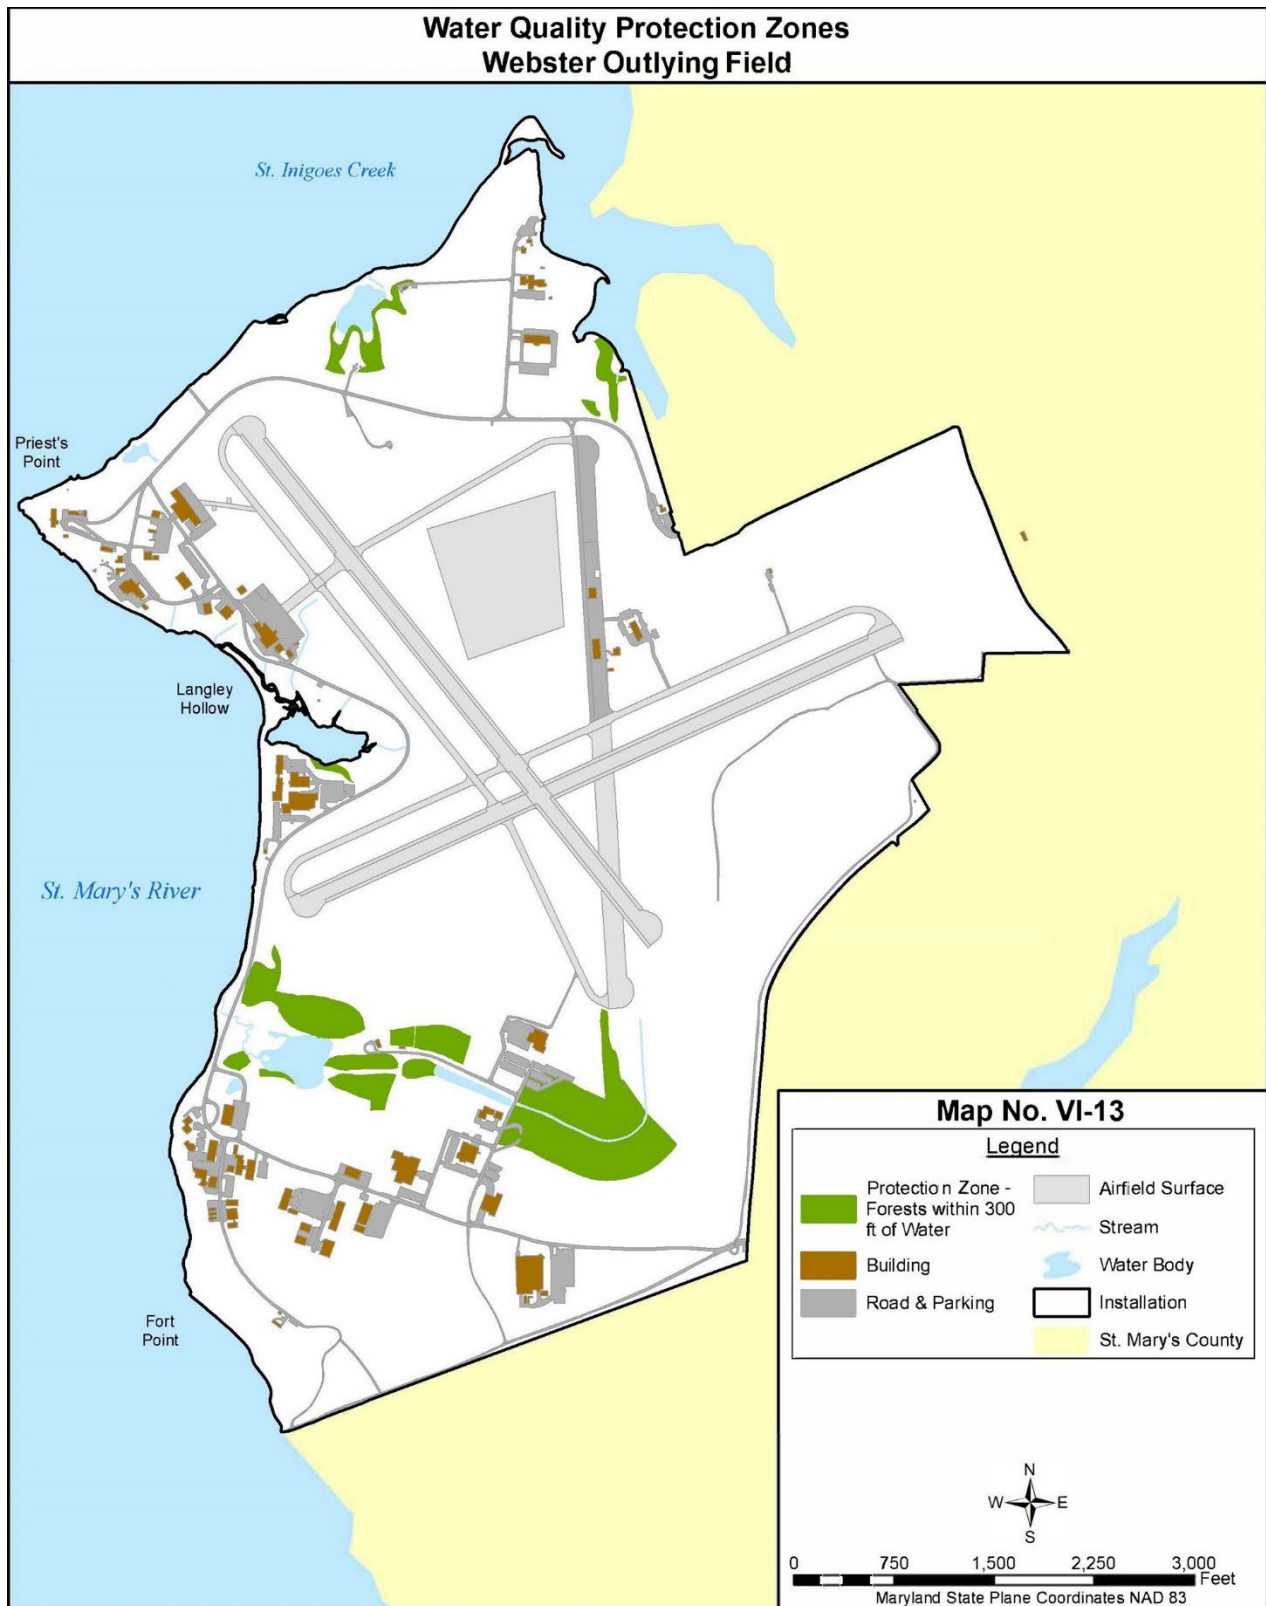 Water Quality Protection Zones
Webster Outlying Field
St. Inigoes Creek
Priest's
Point
Langley
Hollow
St. Mary's River
Fort
Point
Map No. VI-13
Legend
Protection Zone -
Forests within 300
ft of Water
Building
Road & Parking
Airfield Surface
Stream
Water Body
Installation
St. Mary's County
N
W E
S
0 750 1,500 2,250 3,000
Feet
Maryland State Plane Coordinates NAD 83